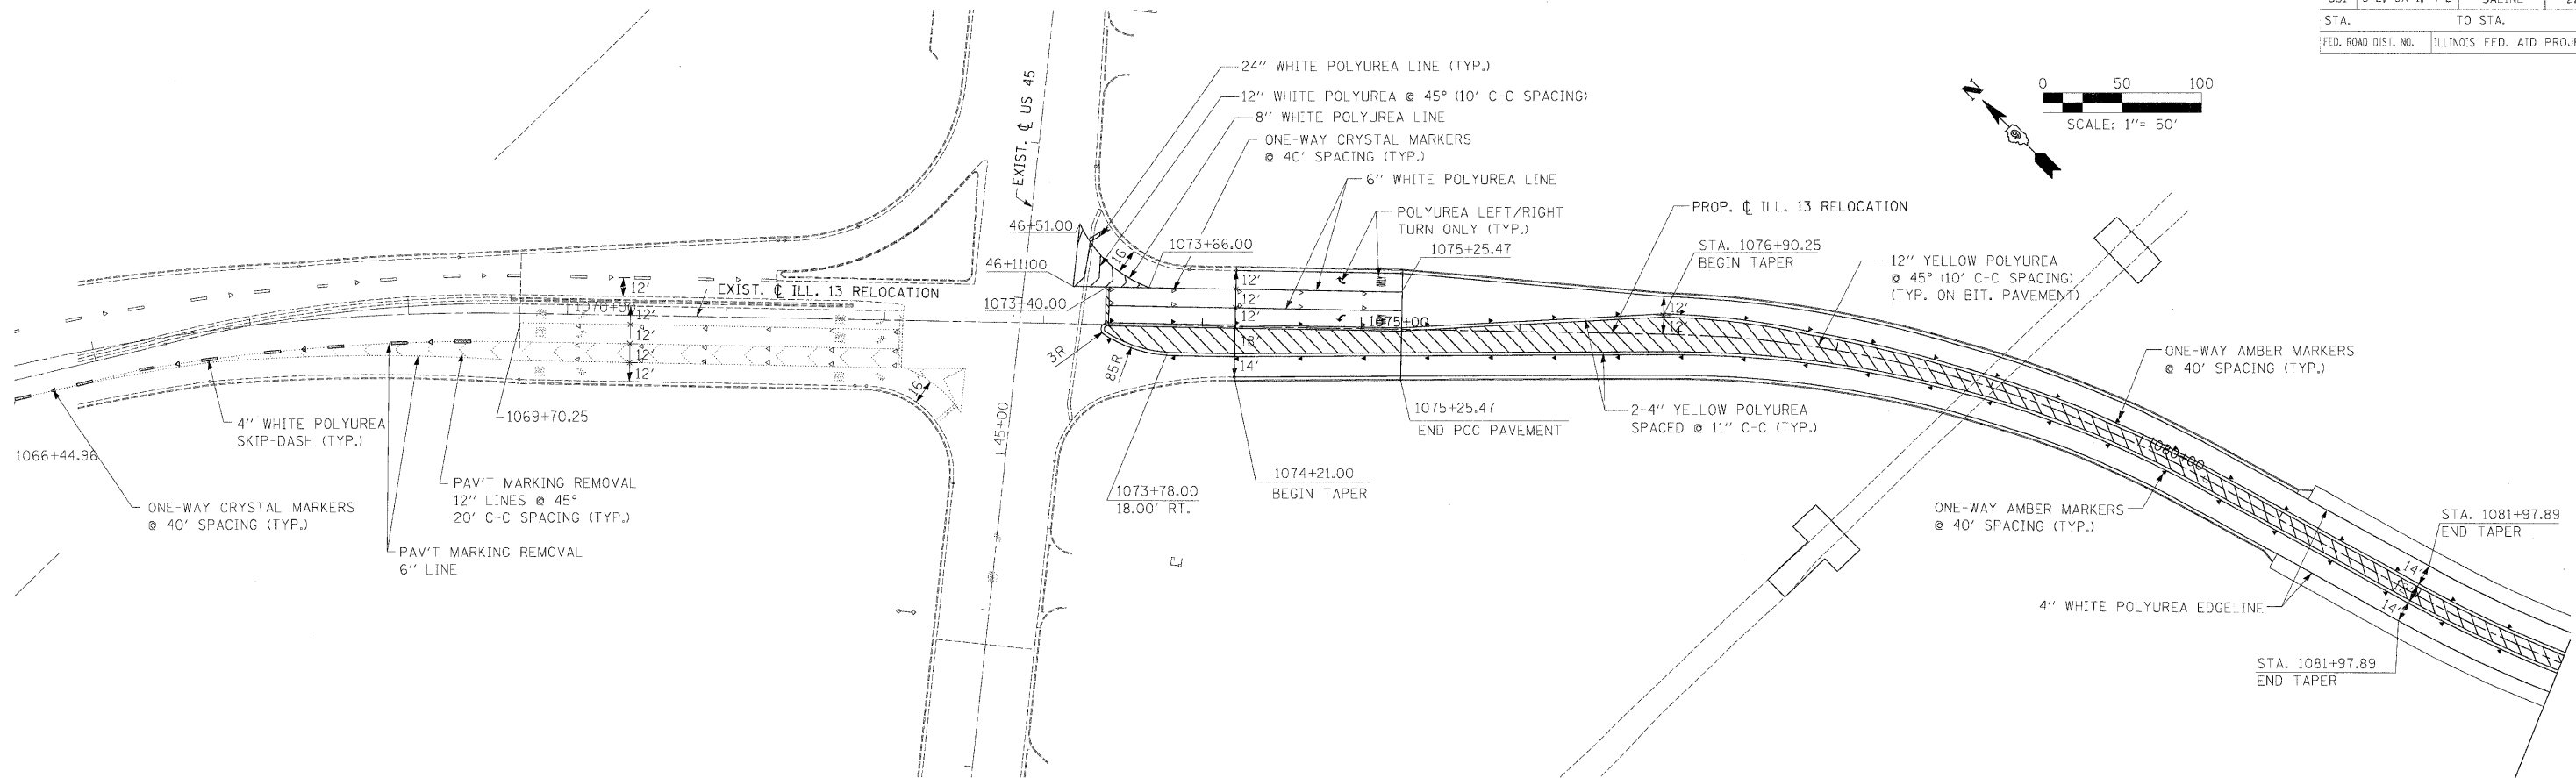 SALINE
STA. TO STA.
FED. ROAD DIST. NO. ILLINOIS FED. AID
N
0 50 100
SCALE: 1"= 50'
EXIST. ℄ US 45
24" WHITE POLYUREA LINE (TYP.)
12" WHITE POLYUREA @ 45° (10' C-C SPACING)
8" WHITE POLYUREA LINE
ONE-WAY CRYSTAL MARKERS
@ 40' SPACING (TYP.)
6" WHITE POLYUREA LINE
POLYUREA LEFT/RIGHT
TURN ONLY (TYP.)
1075+25.47
PROP. ℄ ILL. 13 RELOCATION
STA. 1076+90.25
BEGIN TAPER
12" YELLOW POLYUREA
@ 45° (10' C-C SPACING)
(TYP. ON BIT. PAVEMENT)
46+51.00
16'
1073+66.00
46+11.00
1073+40.00
12'
12'
12'
18'
14'
1075+00
12'
12'
12'
EXIST. ℄ ILL. 13 RELOCATION
12'
12'
12'
12'
16'
3'R
85'R
ONE-WAY AMBER MARKERS
@ 40' SPACING (TYP.)
1069+70.25
4" WHITE POLYUREA
SKIP-DASH (TYP.)
1066+44.96
145+00
1075+25.47
END PCC PAVEMENT
2-4" YELLOW POLYUREA
SPACED @ 11" C-C (TYP.)
1080+00
PAV'T MARKING REMOVAL
12" LINES @ 45°
20' C-C SPACING (TYP.)
1074+21.00
BEGIN TAPER
1073+78.00
18.00' RT.
ONE-WAY CRYSTAL MARKERS
@ 40' SPACING (TYP.)
ONE-WAY AMBER MARKERS
@ 40' SPACING (TYP.)
STA. 1081+97.89
END TAPER
PAV'T MARKING REMOVAL
6" LINE
14'
14'
4" WHITE POLYUREA EDGELINE
STA. 1081+97.89
END TAPER